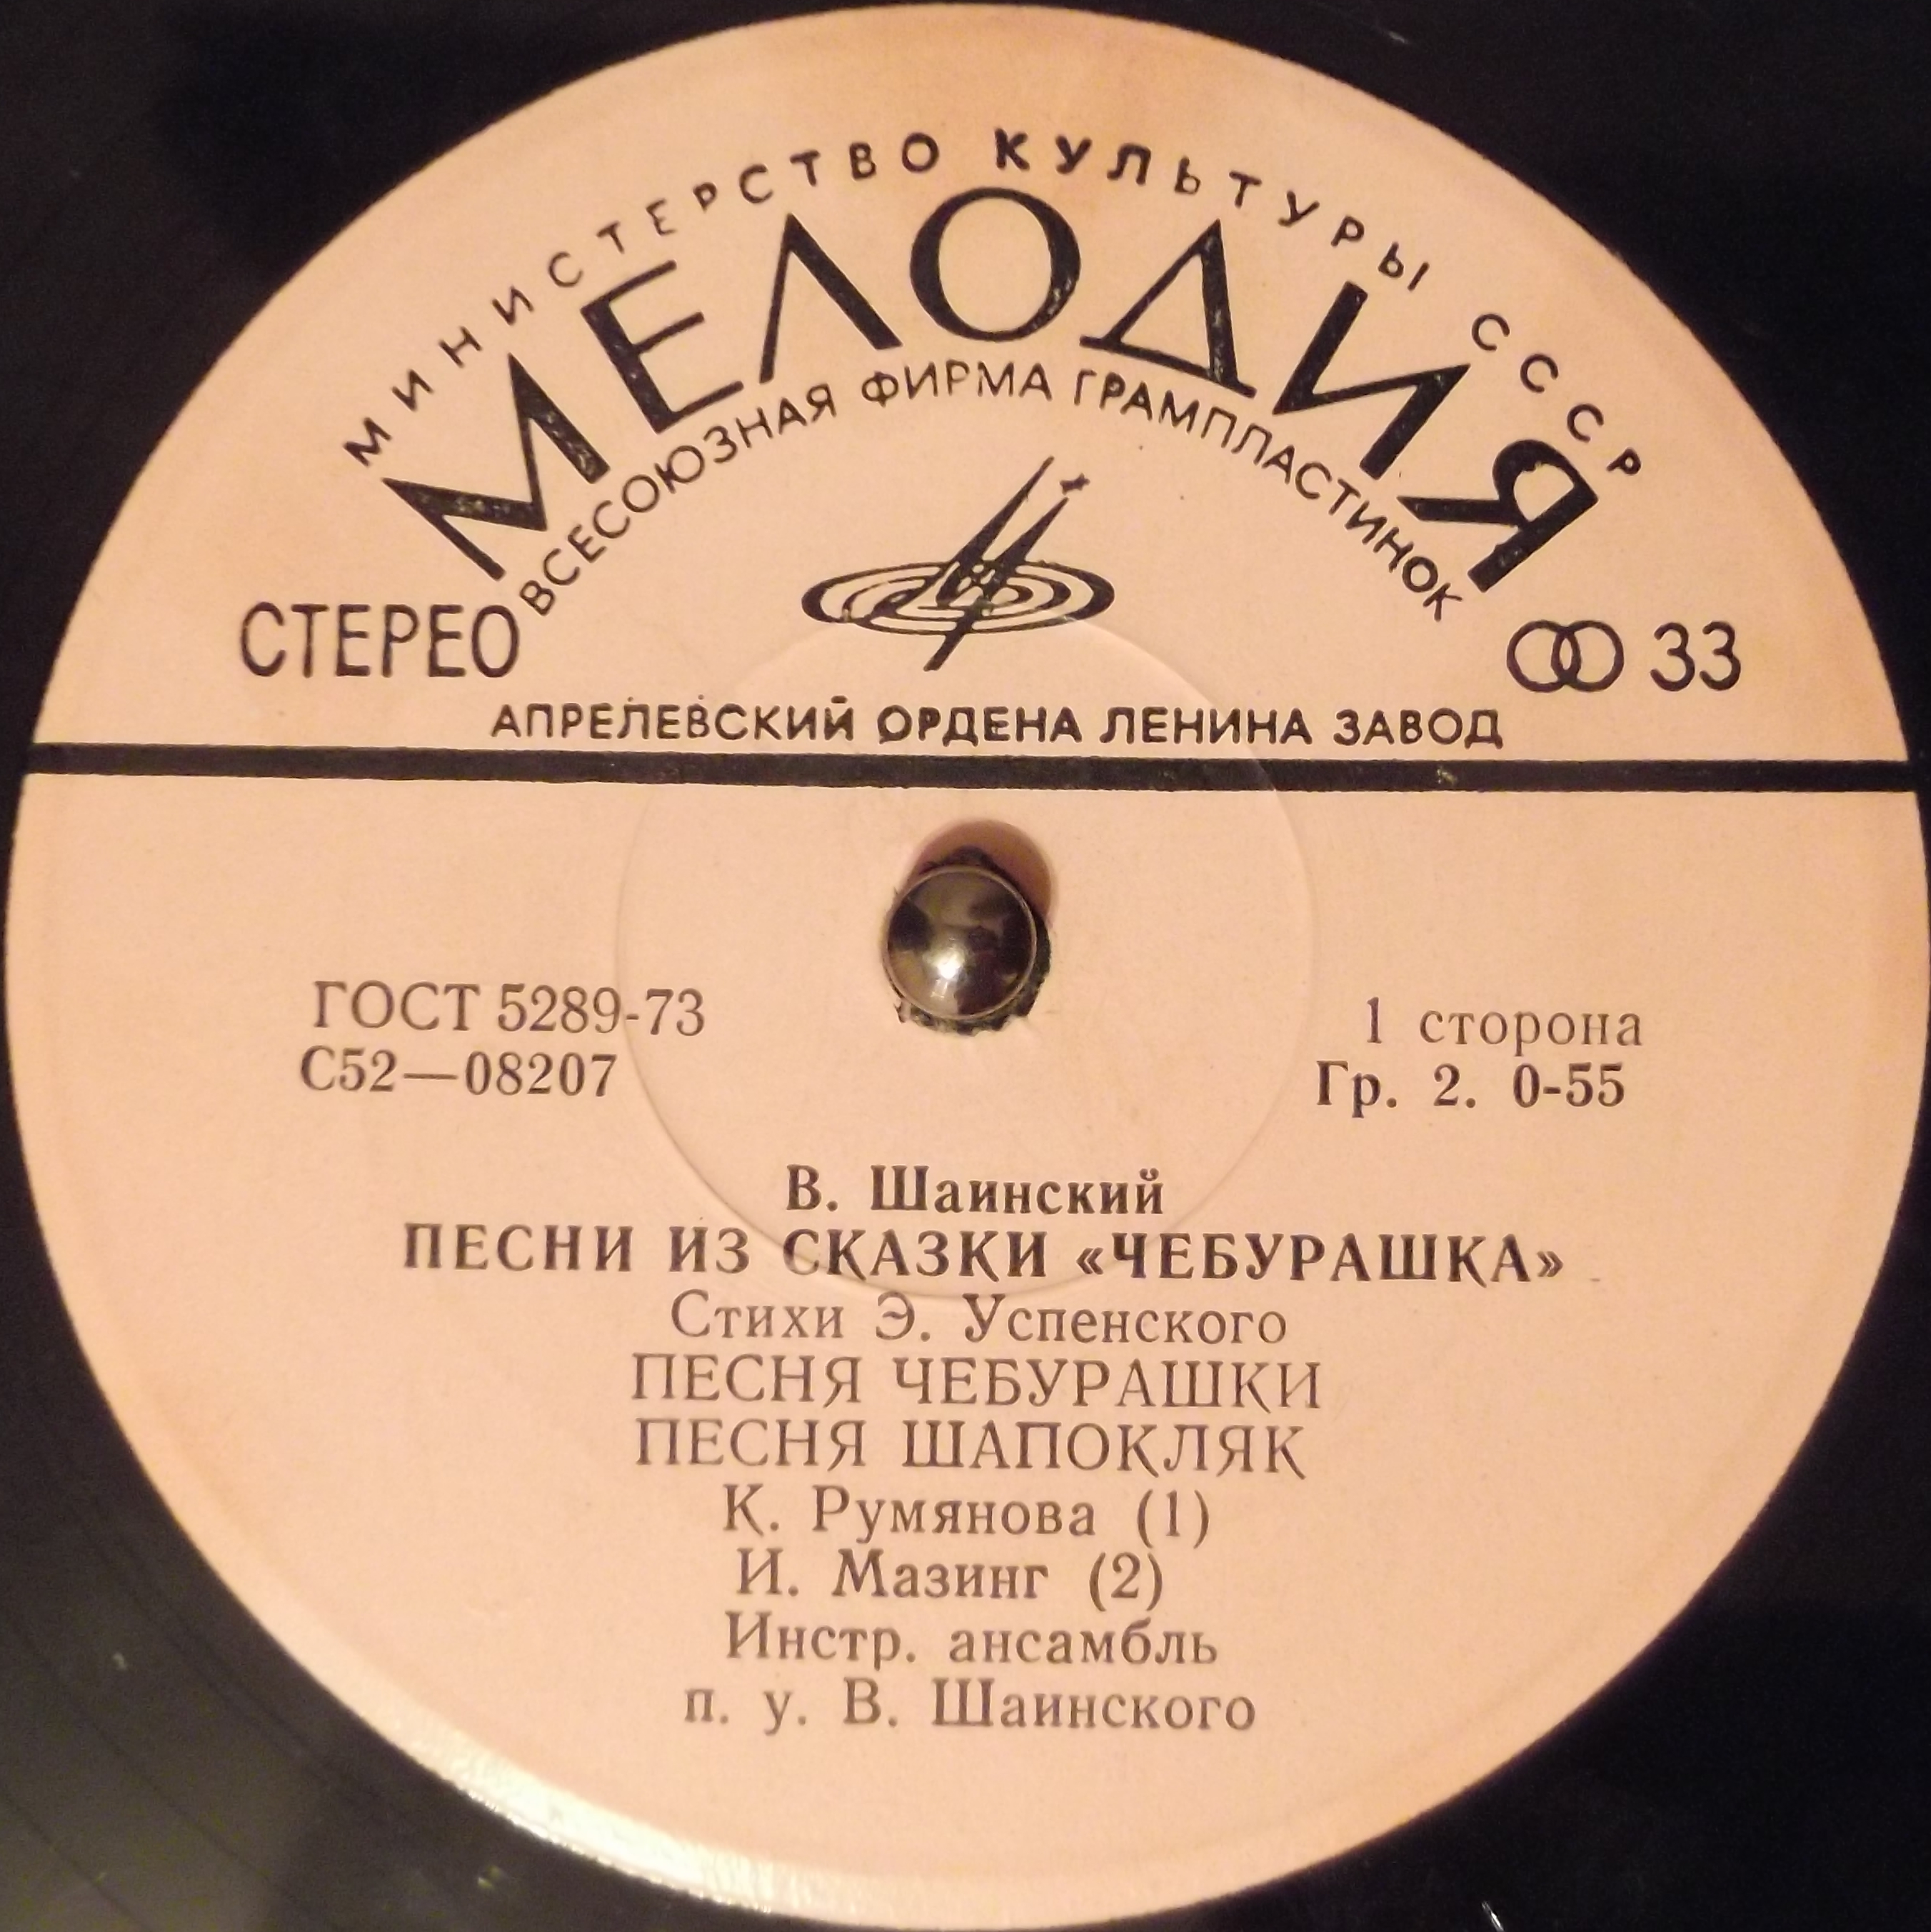 МИНИСТЕРСТВО КУЛЬТУРЫ СССР
МЕЛОДИЯ
ВСЕСОЮЗНАЯ ФИРМА ГРАМПЛАСТИНОК
СТЕРЕО
33
АПРЕЛЕВСКИЙ ОРДЕНА ЛЕНИНА ЗАВОД
ГОСТ 5289-73
С52—08207
1 сторона
Гр. 2. 0-55
В. Шаинский
ПЕСНИ ИЗ СКАЗКИ «ЧЕБУРАШКА»
Стихи Э. Успенского
ПЕСНЯ ЧЕБУРАШКИ
ПЕСНЯ ШАПОКЛЯК
К. Румянова (1)
И. Мазинг (2)
Инстр. ансамбль
п. у. В. Шаинского